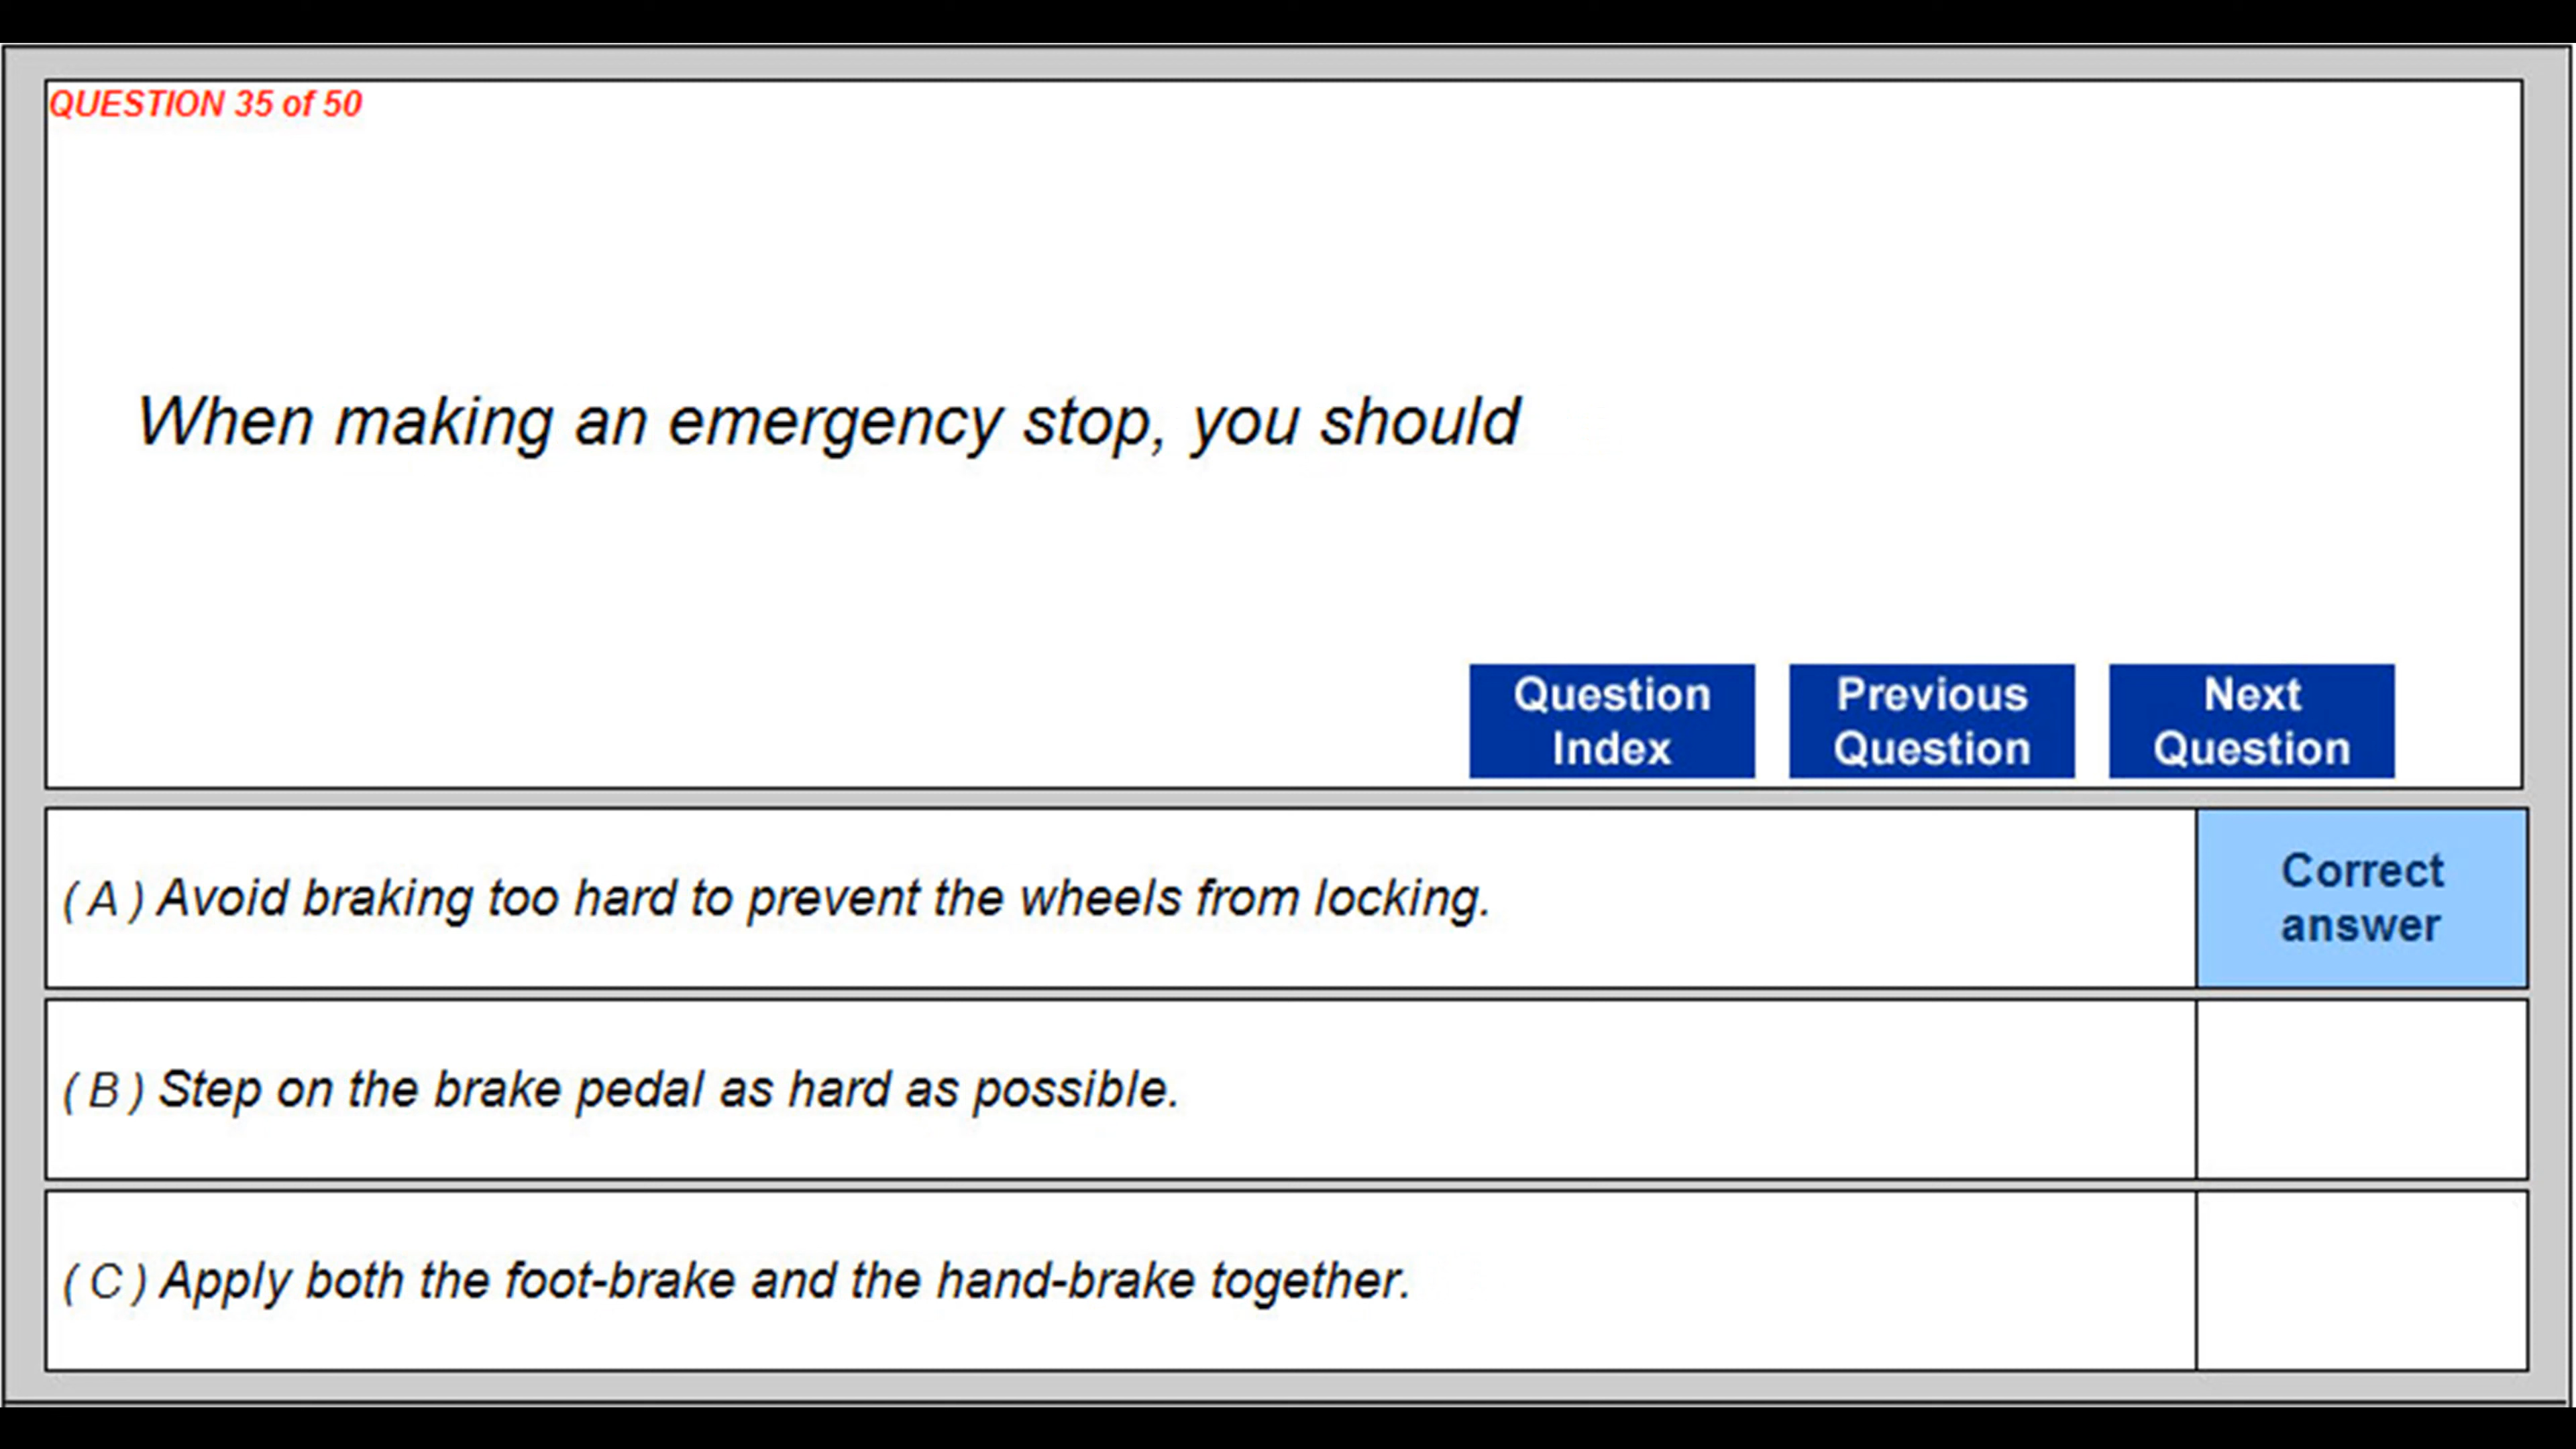 QUESTION 35 of 50
When making an emergency stop, you should
Question Index
Previous Question
Next Question
( A ) Avoid braking too hard to prevent the wheels from locking.
Correct answer
( B ) Step on the brake pedal as hard as possible.
( C ) Apply both the foot-brake and the hand-brake together.